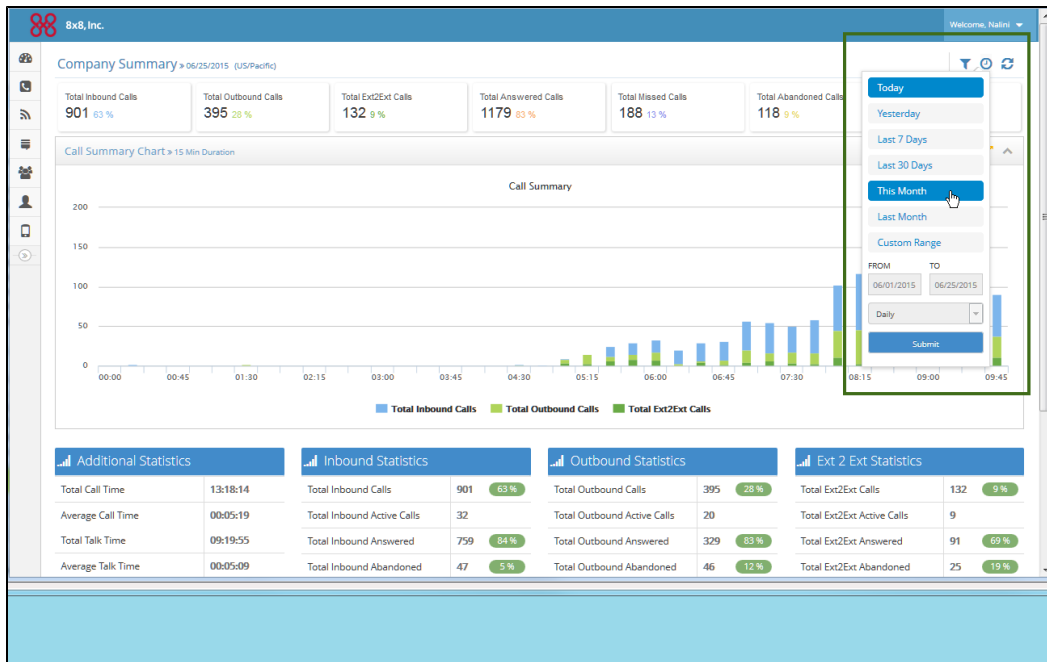 8x8, Inc.
Welcome, Nalini
Company Summary » 06/25/2015 (US/Pacific)
Total Inbound Calls
901 63 %
Total Outbound Calls
395 28 %
Total Ext2Ext Calls
132 9 %
Total Answered Calls
1179 83 %
Total Missed Calls
188 13 %
Total Abandoned Calls
118 9 %
Today
Yesterday
Last 7 Days
Last 30 Days
This Month
Last Month
Custom Range
FROM TO
06/01/2015 06/25/2015
Daily
Submit
Call Summary Chart » 15 Min Duration
Call Summary
200
150
100
50
0
00:00 00:45 01:30 02:15 03:00 03:45 04:30 05:15 06:00 06:45 07:30 08:15 09:00 09:45
Total Inbound Calls Total Outbound Calls Total Ext2Ext Calls
Additional Statistics
Total Call Time 13:18:14
Average Call Time 00:05:19
Total Talk Time 09:19:55
Average Talk Time 00:05:09
Inbound Statistics
Total Inbound Calls 901 63 %
Total Inbound Active Calls 32
Total Inbound Answered 759 84 %
Total Inbound Abandoned 47 5 %
Outbound Statistics
Total Outbound Calls 395 28 %
Total Outbound Active Calls 20
Total Outbound Answered 329 83 %
Total Outbound Abandoned 46 12 %
Ext 2 Ext Statistics
Total Ext2Ext Calls 132 9 %
Total Ext2Ext Active Calls 9
Total Ext2Ext Answered 91 69 %
Total Ext2Ext Abandoned 25 19 %